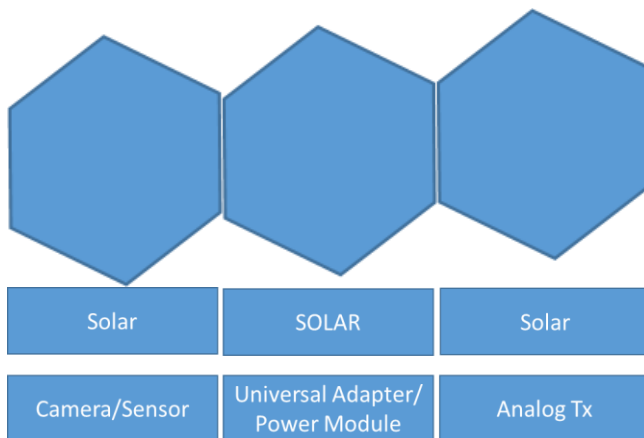 Solar
SOLAR
Solar
Camera/Sensor
Universal Adapter/
Power Module
Analog Tx